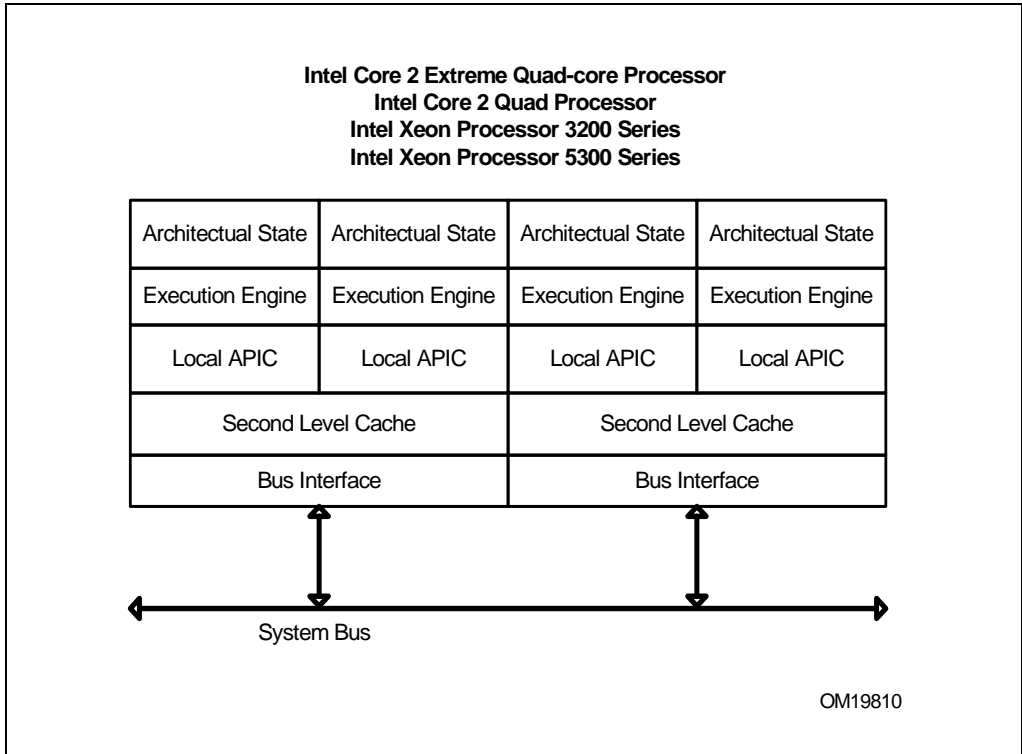 Intel Core 2 Extreme Quad-core Processor
Intel Core 2 Quad Processor
Intel Xeon Processor 3200 Series
Intel Xeon Processor 5300 Series
Architectual State Architectual State Architectual State Architectual State
Execution Engine Execution Engine Execution Engine Execution Engine
Local APIC Local APIC Local APIC Local APIC
Second Level Cache Second Level Cache
Bus Interface Bus Interface
System Bus
OM19810